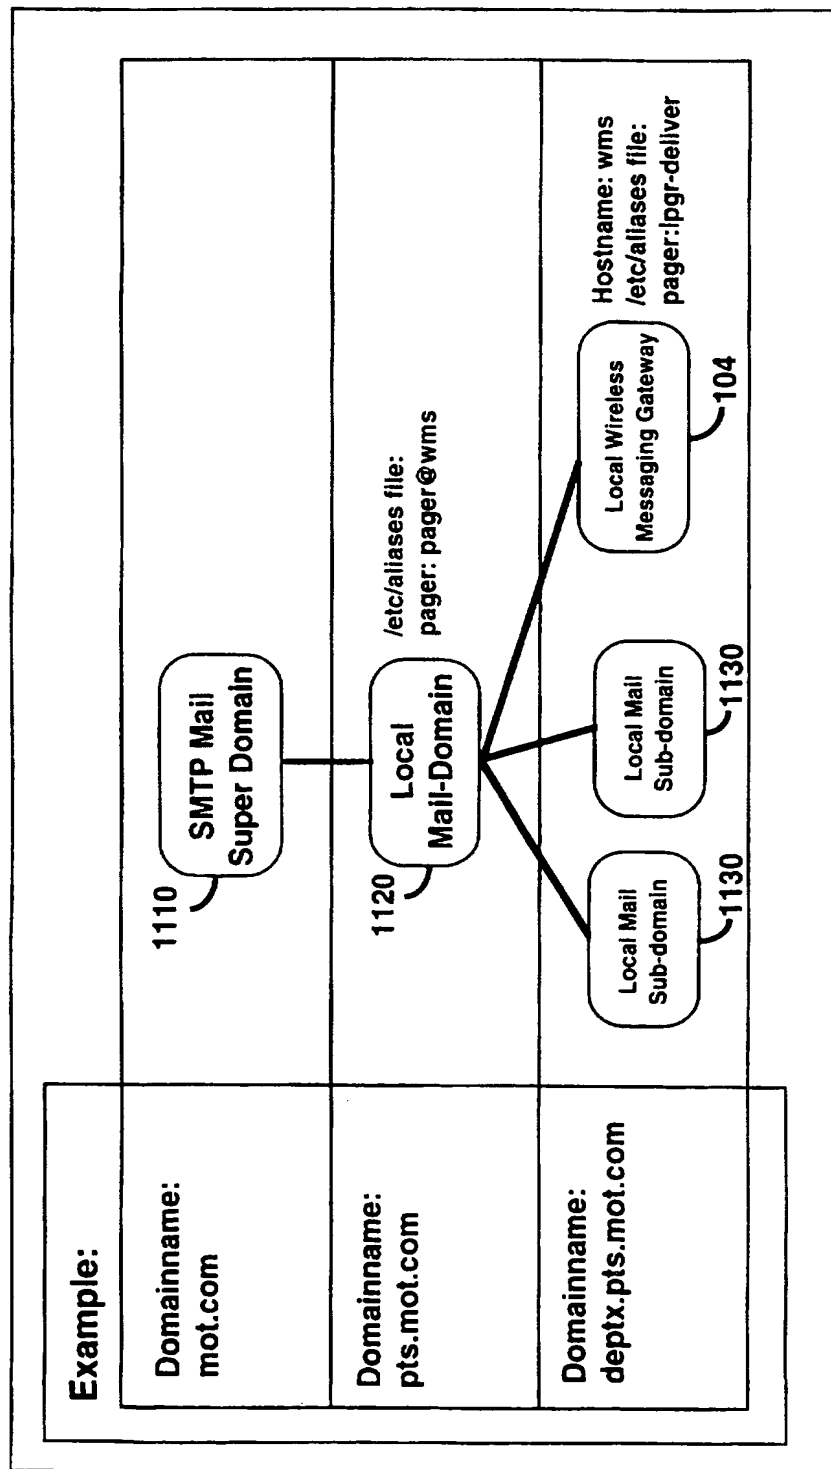 Example:
Domainname:
mot.com
1110
SMTP Mail
Super Domain
Domainname:
pts.mot.com
1120
Local
Mail-Domain
/etc/aliases file:
pager: pager@wms
Domainname:
deptx.pts.mot.com
Local Mail
Sub-domain
1130
Local Mail
Sub-domain
1130
Local Wireless
Messaging Gateway
104
Hostname: wms
/etc/aliases file:
pager:lpgr-deliver